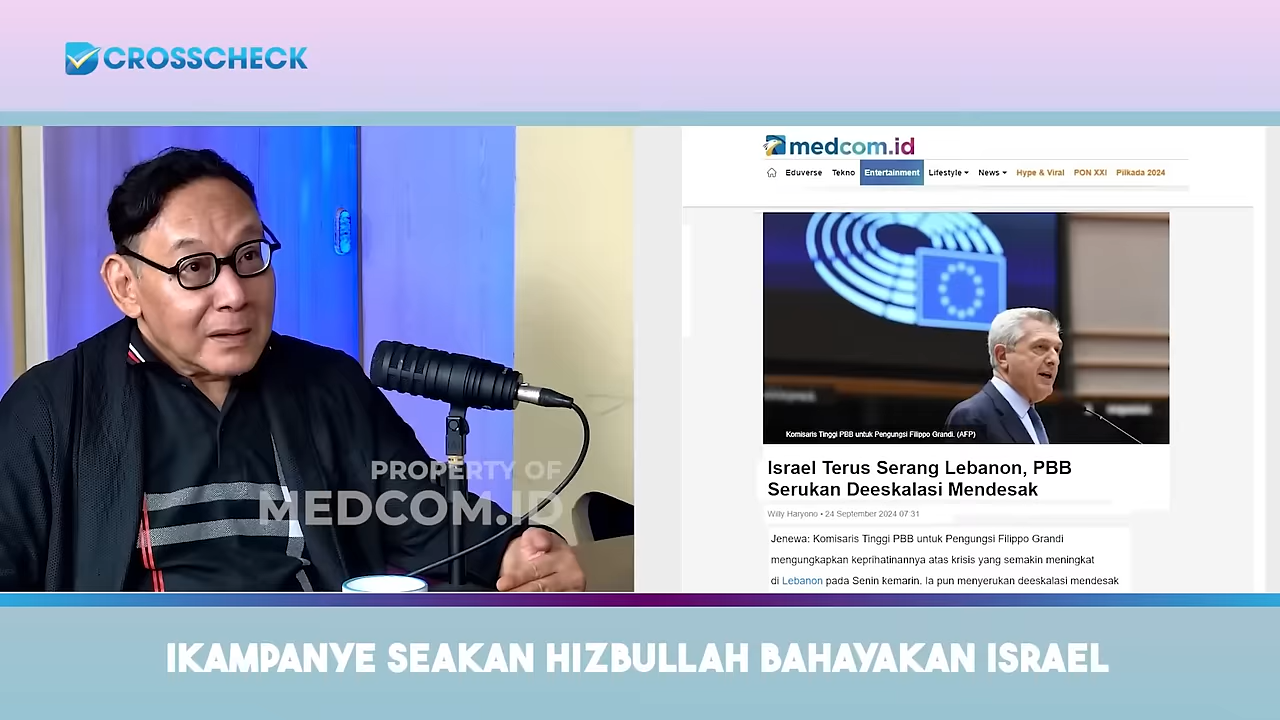 CROSSCHECK
PROPERTY OF
MEDCOM.ID
medcom.id
Eduverse Tekno Entertainment Lifestyle News Hype & Viral PON XXI Pilkada 2024
Komisaris Tinggi PBB untuk Pengungsi Filippo Grandi. (AFP)
Israel Terus Serang Lebanon, PBB
Serukan Deeskalasi Mendesak
Willy Haryono • 24 September 2024 07:31
Jenewa: Komisaris Tinggi PBB untuk Pengungsi Filippo Grandi
mengungkapkan keprihatinannya atas krisis yang semakin meningkat
di Lebanon pada Senin kemarin. Ia pun menyerukan deeskalasi mendesak
IKAMPANYE SEAKAN HIZBULLAH BAHAYAKAN ISRAEL